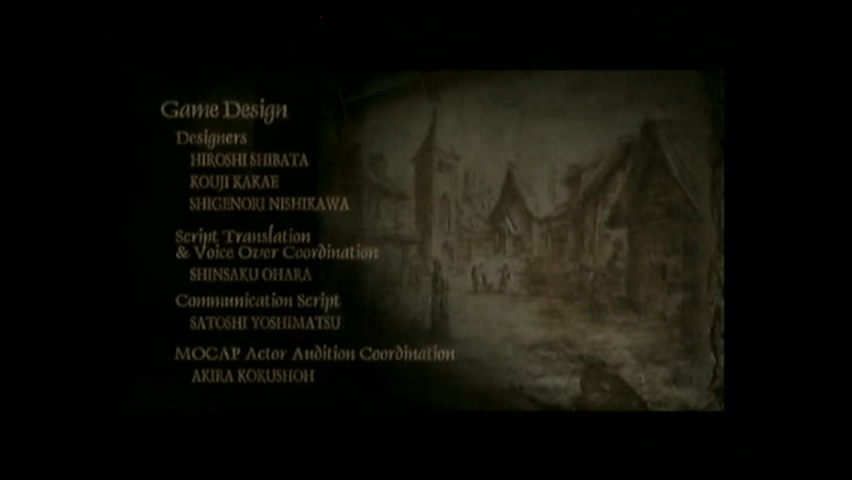 Game Design
Designers
HIROSHI SHIBATA
KOUJI KAKAE
SHIGENORI NISHIKAWA
Script Translation
& Voice Over Coordination
SHINSAKU OHARA
Communication Script
SATOSHI YOSHIMATSU
MOCAP Actor Audition Coordination
AKIRA KOKUSHOH